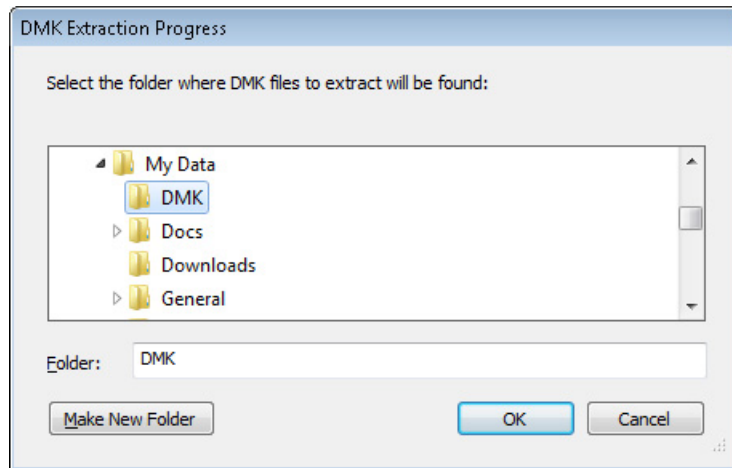 DMK Extraction Progress
Select the folder where DMK files to extract will be found:
My Data
DMK
Docs
Downloads
General
Folder: DMK
Make New Folder OK Cancel